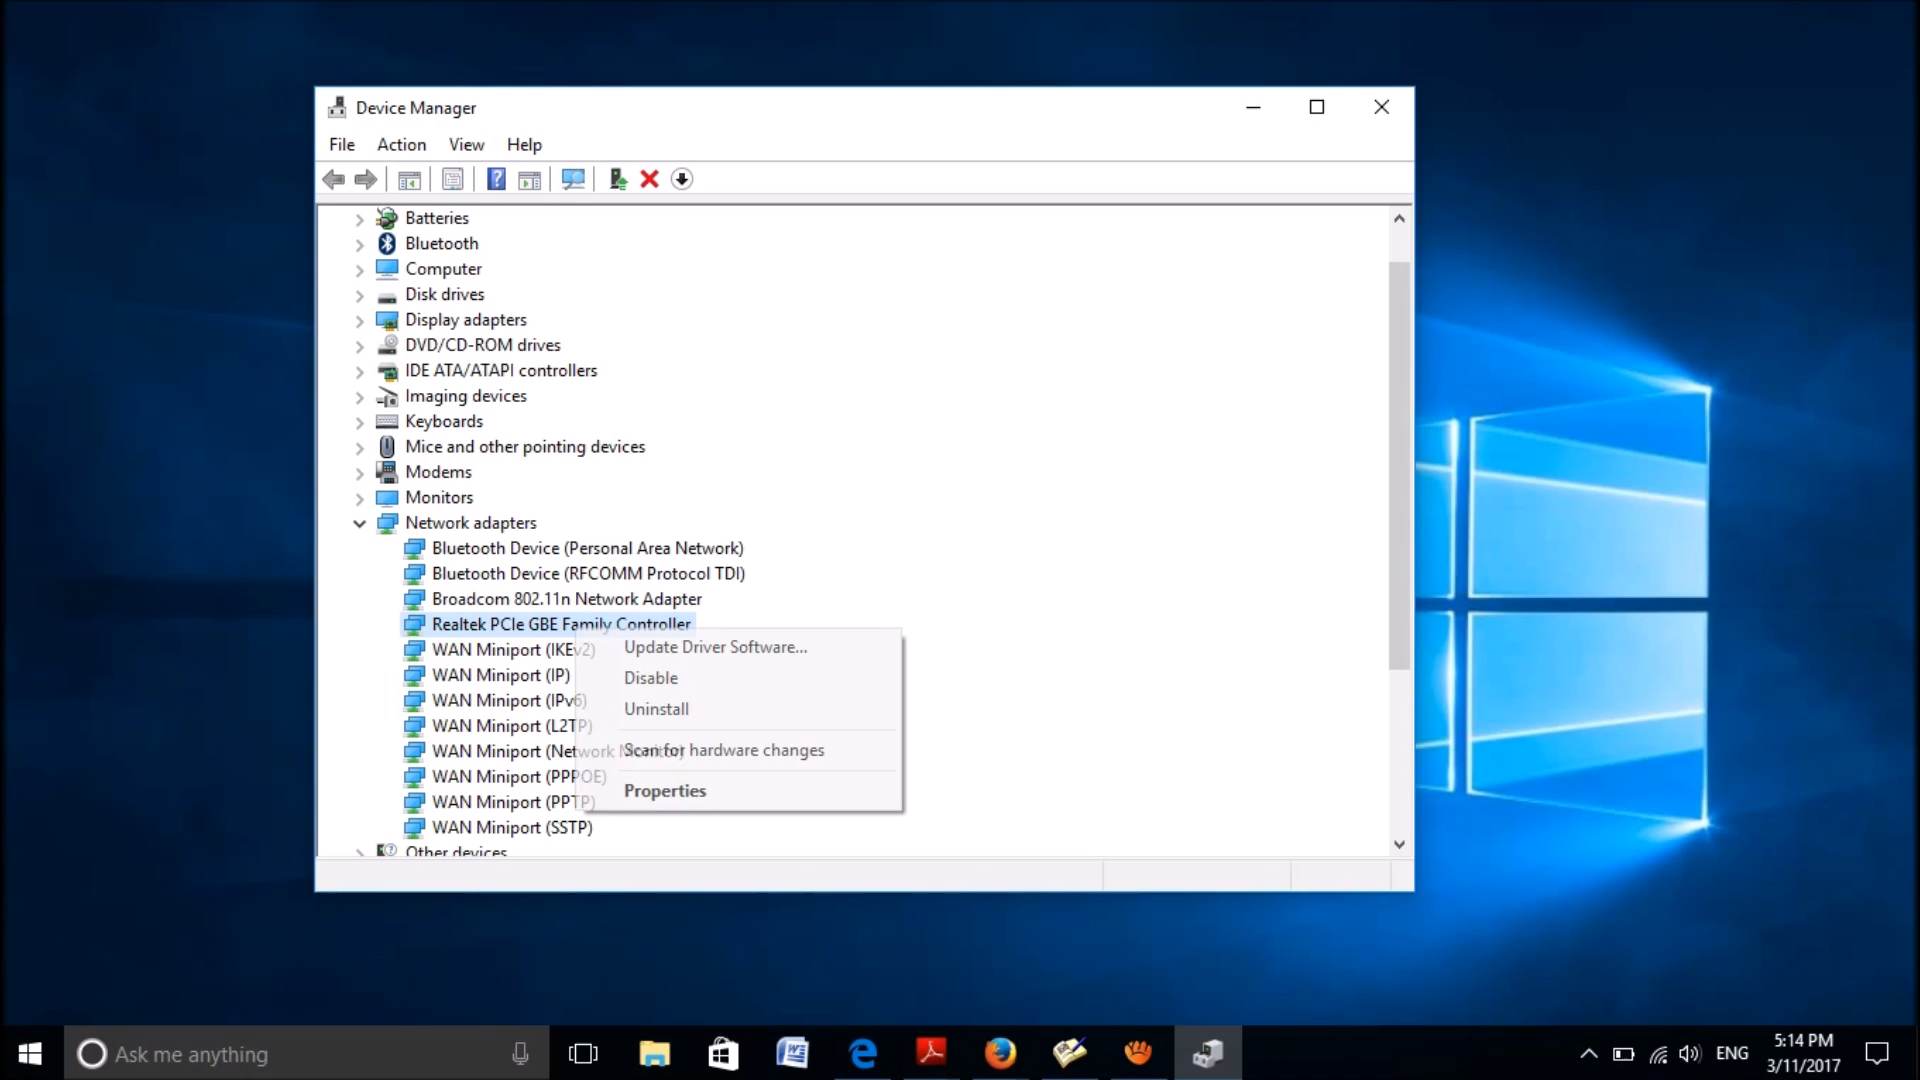 Device Manager
File Action View Help
Batteries
Bluetooth
Computer
Disk drives
Display adapters
DVD/CD-ROM drives
IDE ATA/ATAPI controllers
Imaging devices
Keyboards
Mice and other pointing devices
Modems
Monitors
Network adapters
Bluetooth Device (Personal Area Network)
Bluetooth Device (RFCOMM Protocol TDI)
Broadcom 802.11n Network Adapter
Realtek PCIe GBE Family Controller
WAN Miniport (IKEv2)
WAN Miniport (IP)
WAN Miniport (IPv6)
WAN Miniport (L2TP)
WAN Miniport (Network Monitor)
WAN Miniport (PPPOE)
WAN Miniport (PPTP)
WAN Miniport (SSTP)
Other devices
Update Driver Software...
Disable
Uninstall
Scan for hardware changes
Properties
Ask me anything
ENG
5:14 PM
3/11/2017